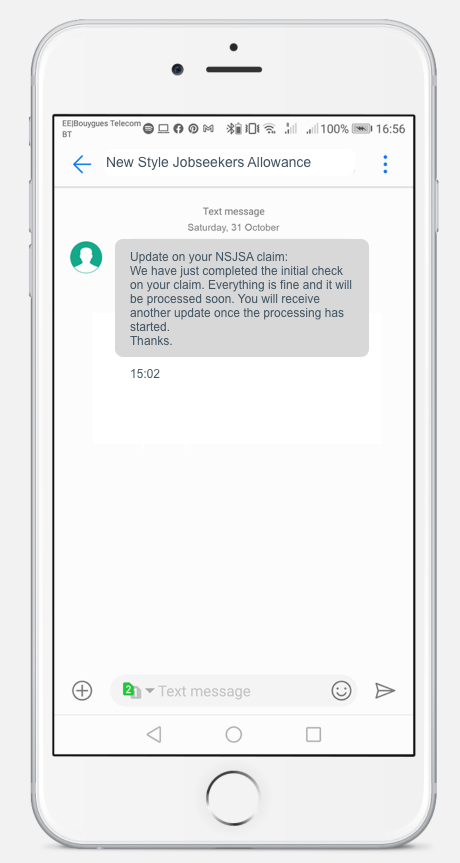 EE|Bouygues Telecom
BT
100%
16:56
New Style Jobseekers Allowance
Text message
Saturday, 31 October
Update on your NSJSA claim:
We have just completed the initial check
on your claim. Everything is fine and it will
be processed soon. You will receive
another update once the processing has
started.
Thanks.
15:02
2 1 Text message